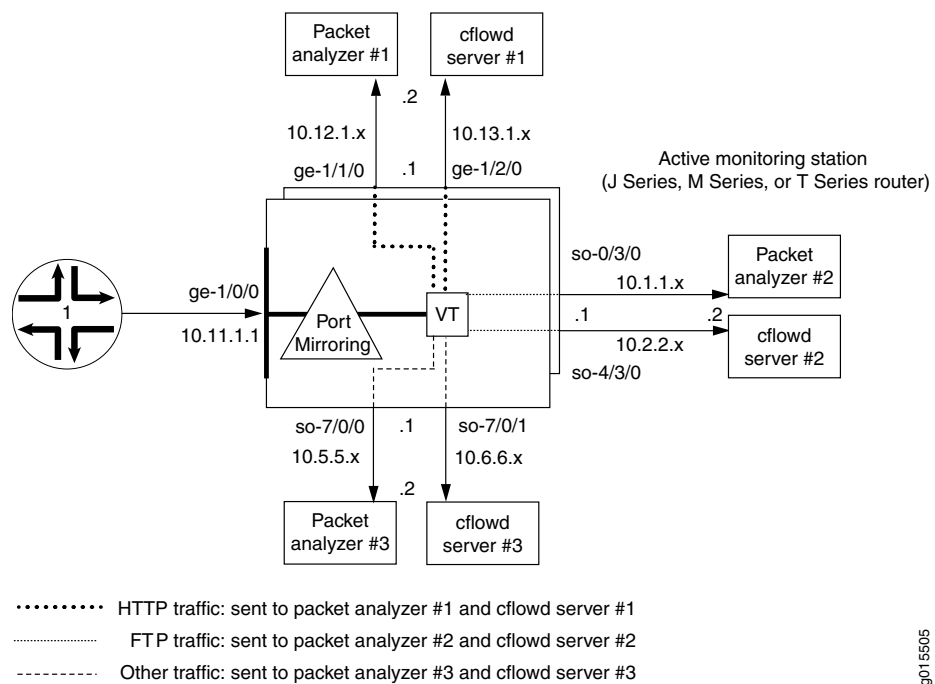 Packet
analyzer #1
cflowd
server #1
.2
10.12.1.x
10.13.1.x
ge-1/1/0
.1
ge-1/2/0
Active monitoring station
(J Series, M Series, or T Series router)
so-0/3/0
Packet
analyzer #2
10.1.1.x
ge-1/0/0
1
10.11.1.1
Port
Mirroring
VT
.1
.2
10.2.2.x
cflowd
server #2
so-4/3/0
so-7/0/0
.1
so-7/0/1
10.5.5.x
10.6.6.x
.2
Packet
analyzer #3
cflowd
server #3
HTTP traffic: sent to packet analyzer #1 and cflowd server #1
FTP traffic: sent to packet analyzer #2 and cflowd server #2
Other traffic: sent to packet analyzer #3 and cflowd server #3
g015505